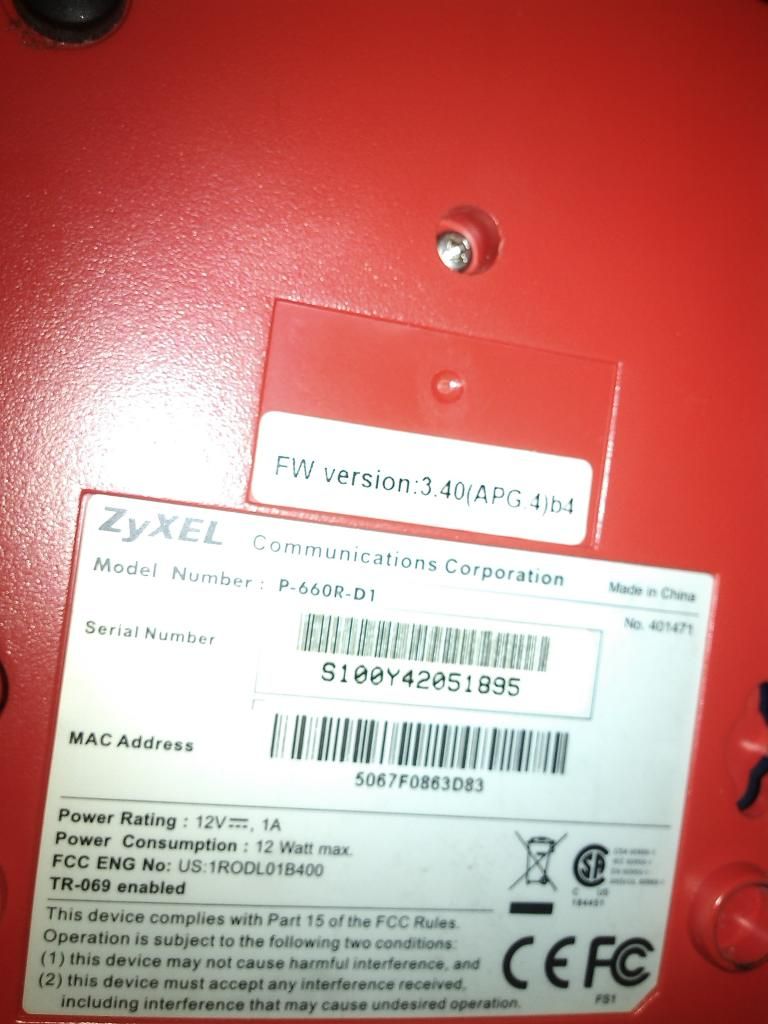 FW version:3.40(APG.4)b4
ZyXEL Communications Corporation
Made in China
Model Number : P-660R-D1
No. 401471
Serial Number
S100Y42051895
MAC Address
5067F0863D83
Power Rating : 12V⎓, 1A
Power Consumption : 12 Watt max.
FCC ENG No: US:1RODL01B400
TR-069 enabled
SA
C US
184451
This device complies with Part 15 of the FCC Rules.
Operation is subject to the following two conditions:
(1) this device may not cause harmful interference, and
(2) this device must accept any interference received,
including interference that may cause undesired operation.
CE FC
FS1